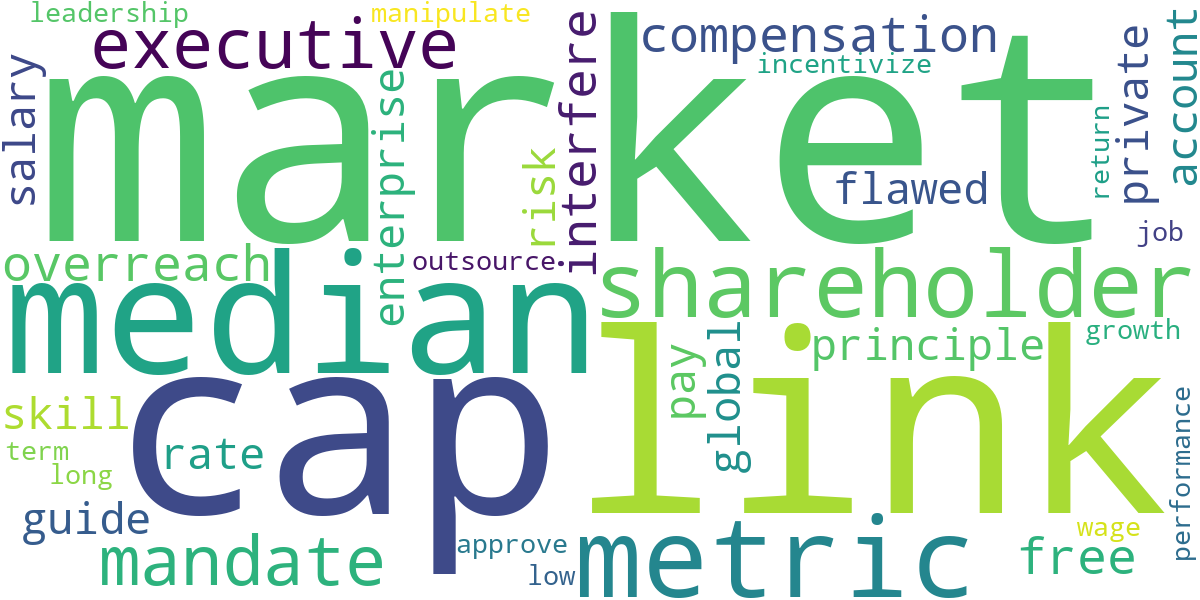 leadership
manipulate
executive
compensation
incentivize
market
salary
enterprise
risk
interfere
flawed
return
private
account
job
overreach
outsource
median
shareholder
link
cap
pay
global
principle
growth
skill
term
long
rate
guide
mandate
approve
low
metric
wage
free
performance